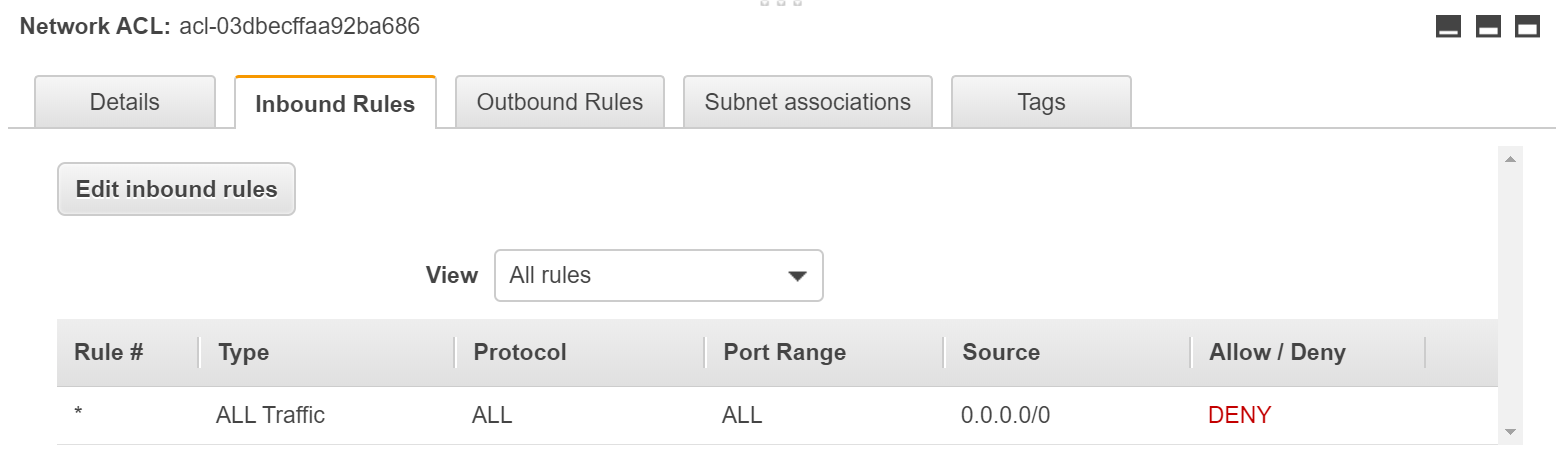 Network ACL: acl-03dbecffaa92ba686
Details Inbound Rules Outbound Rules Subnet associations Tags
Edit inbound rules
View All rules
Rule # Type Protocol Port Range Source Allow / Deny
* ALL Traffic ALL ALL 0.0.0.0/0 DENY